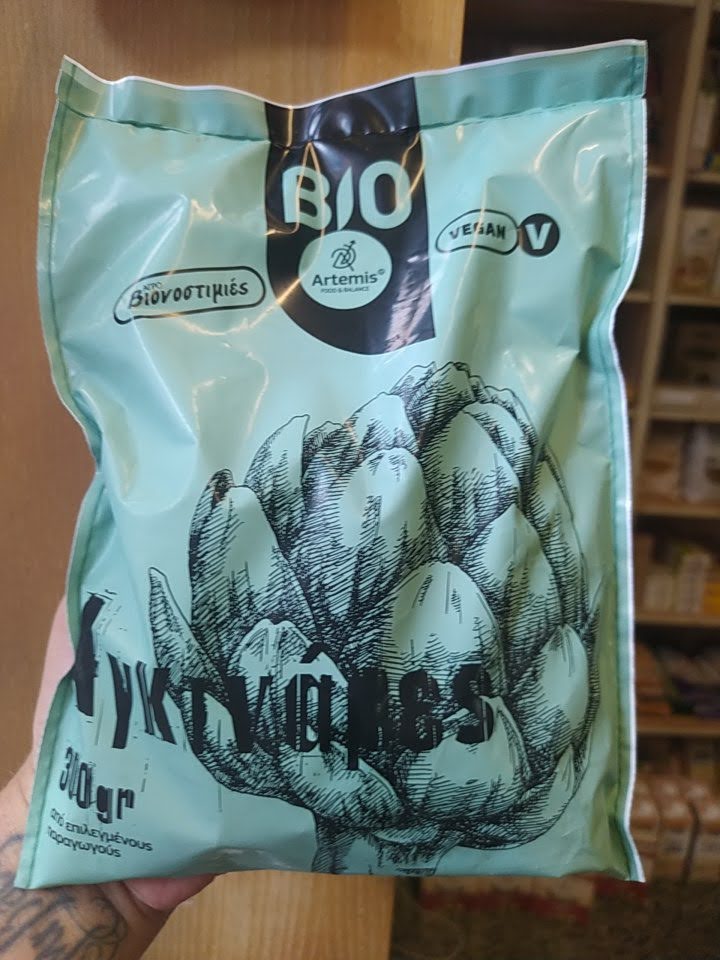 BIO
Artemis
FOOD & BALANCE
VEGAN V
Βιονοστιμιές
Αγκινάρες
300gr
από επιλεγμένους
παραγωγούς